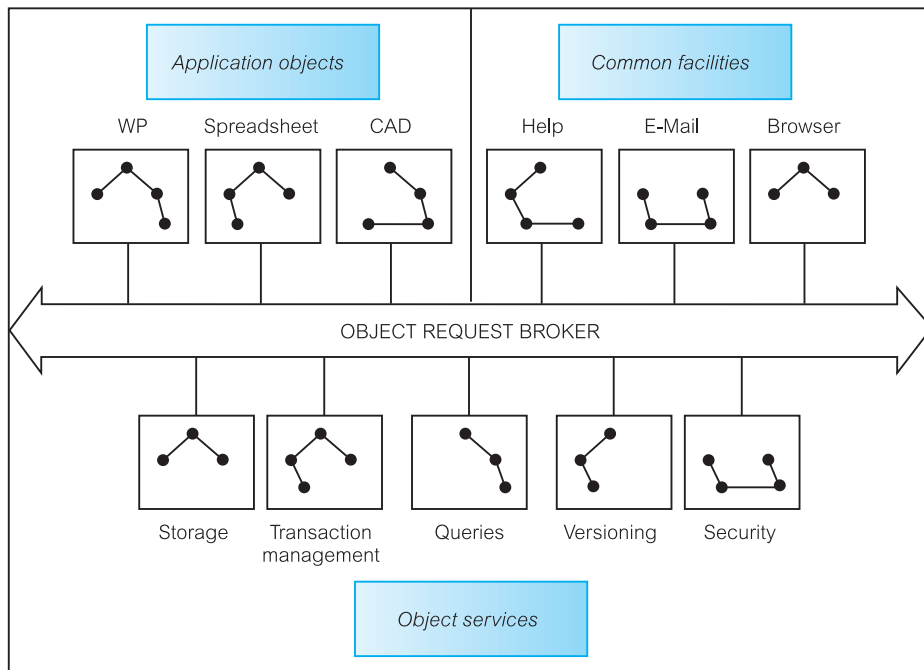 Application objects
Common facilities
WP
Spreadsheet
CAD
Help
E-Mail
Browser
OBJECT REQUEST BROKER
Storage
Transaction
management
Queries
Versioning
Security
Object services